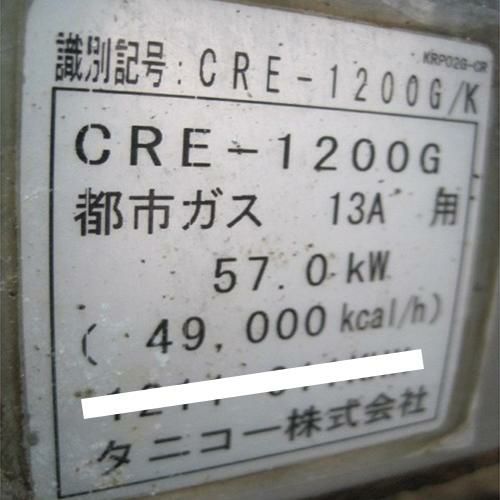 KRP02G-CR
識別記号:CRE-1200G/K
CRE-1200G
都市ガス 13A 用
57.0kW
( 49,000kcal/h)
タニコー株式会社